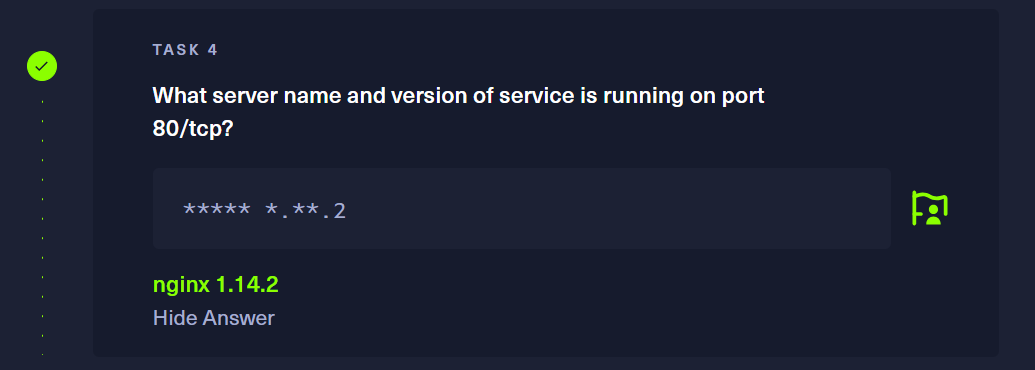 TASK 4
What server name and version of service is running on port
80/tcp?
***** *.**.2
nginx 1.14.2
Hide Answer